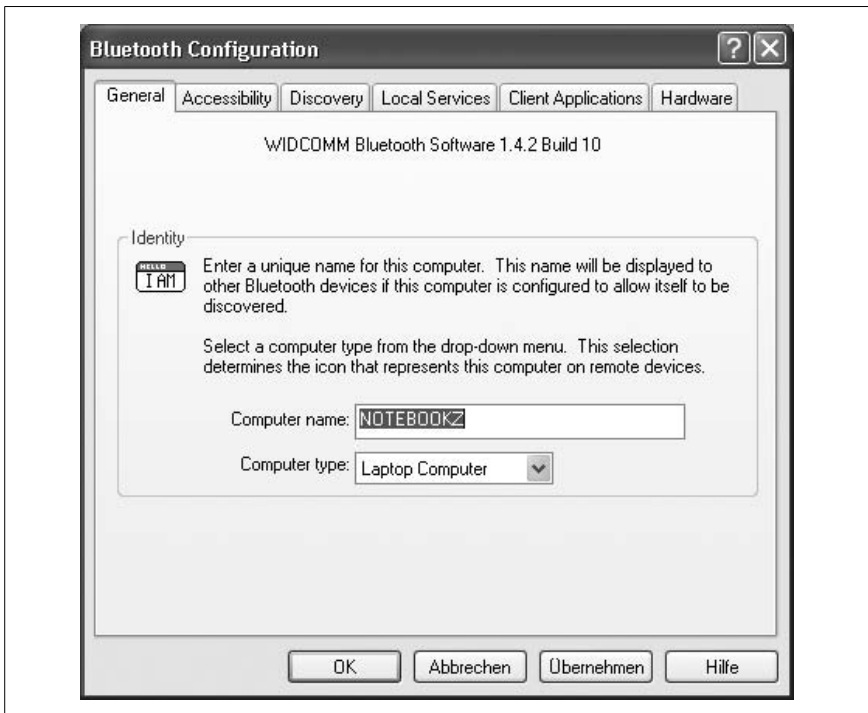 Bluetooth Configuration
General Accessibility Discovery Local Services Client Applications Hardware
WIDCOMM Bluetooth Software 1.4.2 Build 10
Identity
HELLO
I AM
Enter a unique name for this computer. This name will be displayed to
other Bluetooth devices if this computer is configured to allow itself to be
discovered.
Select a computer type from the drop-down menu. This selection
determines the icon that represents this computer on remote devices.
Computer name: NOTEBOOKZ
Computer type: Laptop Computer
OK Abbrechen Übernehmen Hilfe